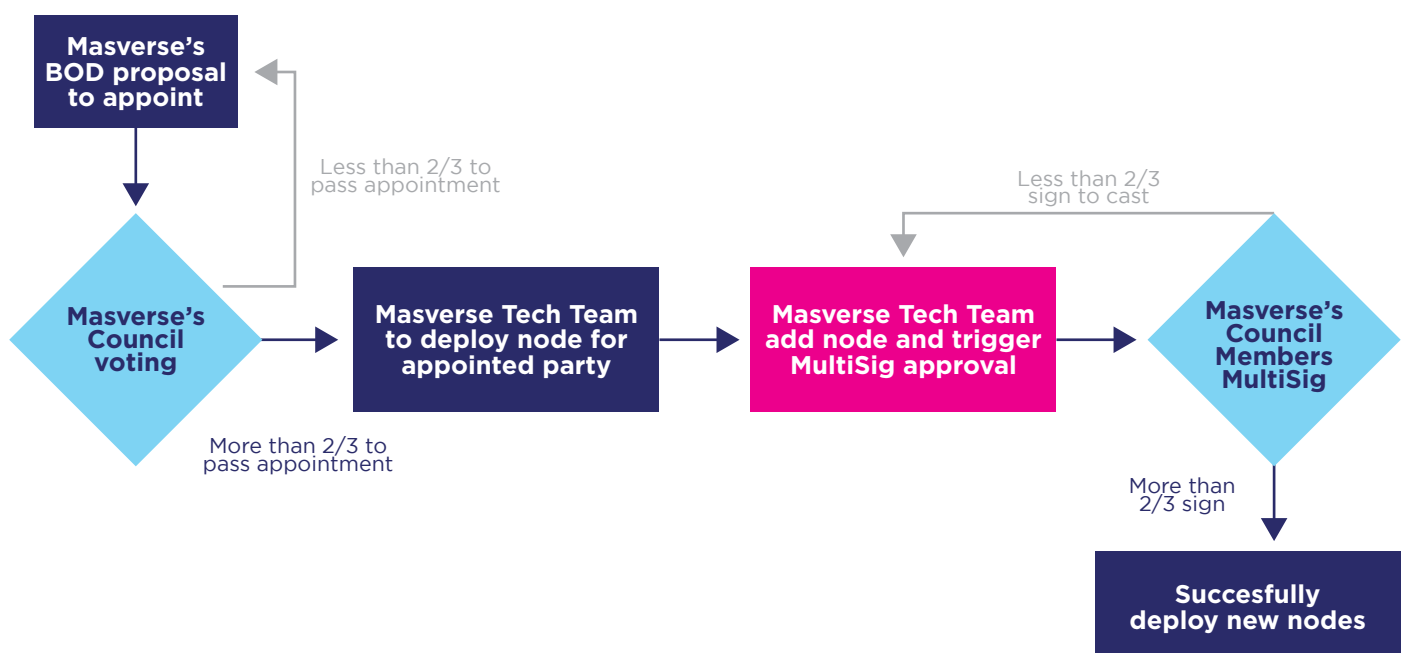 Masverse’s
BOD proposal
to appoint
Less than 2/3 to
pass appointment
Less than 2/3
sign to cast
Masverse’s
Council
voting
Masverse Tech Team
to deploy node for
appointed party
Masverse Tech Team
add node and trigger
MultiSig approval
Masverse’s
Council
Members
MultiSig
More than 2/3 to
pass appointment
More than
2/3 sign
Succesfully
deploy new nodes